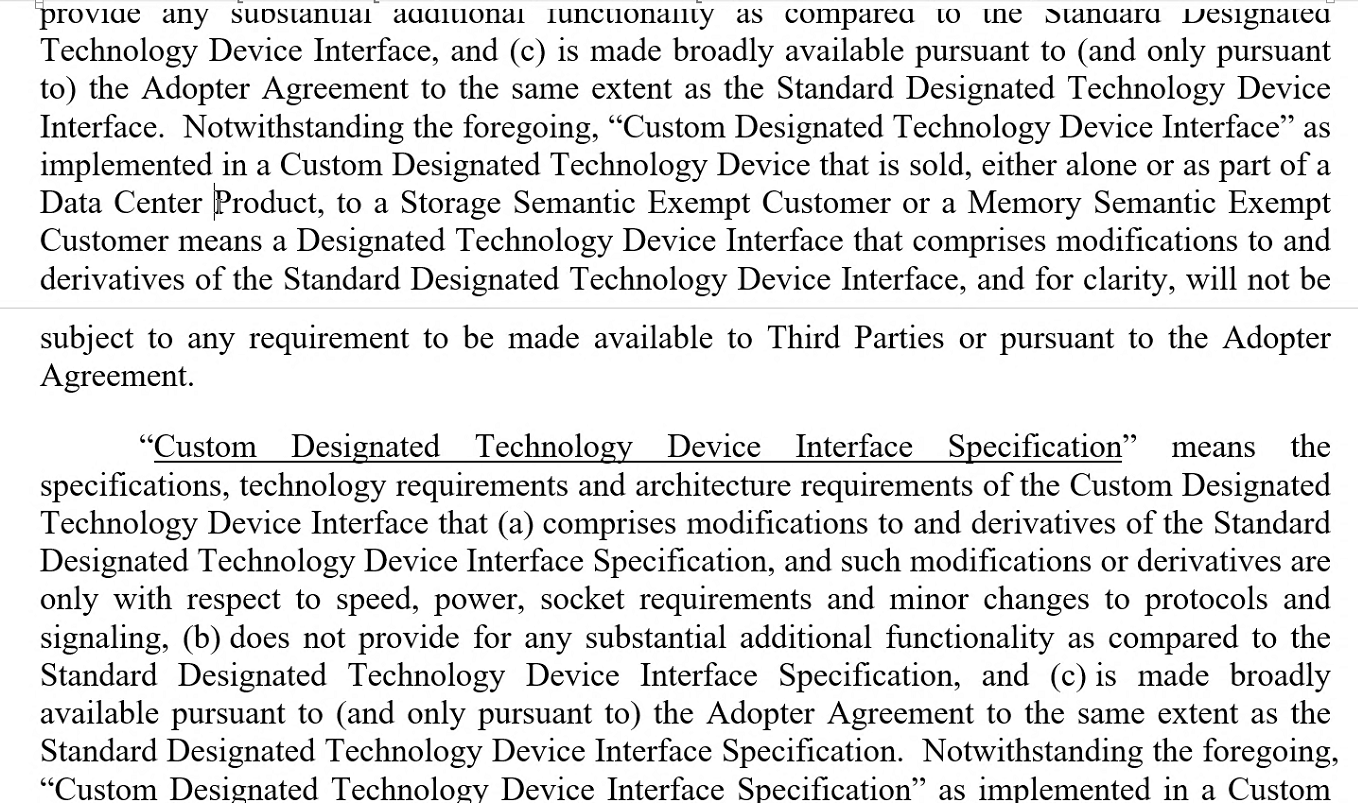 provide any substantial additional functionality as compared to the Standard Designated
Technology Device Interface, and (c) is made broadly available pursuant to (and only pursuant
to) the Adopter Agreement to the same extent as the Standard Designated Technology Device
Interface.  Notwithstanding the foregoing, “Custom Designated Technology Device Interface” as
implemented in a Custom Designated Technology Device that is sold, either alone or as part of a
Data Center Product, to a Storage Semantic Exempt Customer or a Memory Semantic Exempt
Customer means a Designated Technology Device Interface that comprises modifications to and
derivatives of the Standard Designated Technology Device Interface, and for clarity, will not be
subject to any requirement to be made available to Third Parties or pursuant to the Adopter
Agreement.
“Custom Designated Technology Device Interface Specification” means the
specifications, technology requirements and architecture requirements of the Custom Designated
Technology Device Interface that (a) comprises modifications to and derivatives of the Standard
Designated Technology Device Interface Specification, and such modifications or derivatives are
only with respect to speed, power, socket requirements and minor changes to protocols and
signaling, (b) does not provide for any substantial additional functionality as compared to the
Standard Designated Technology Device Interface Specification, and (c) is made broadly
available pursuant to (and only pursuant to) the Adopter Agreement to the same extent as the
Standard Designated Technology Device Interface Specification.  Notwithstanding the foregoing,
“Custom Designated Technology Device Interface Specification” as implemented in a Custom